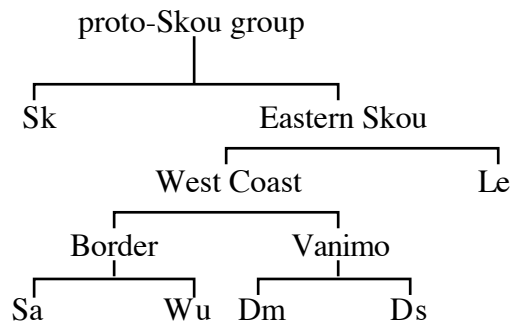 proto-Skou group
Sk Eastern Skou
West Coast Le
Border Vanimo
Sa Wu Dm Ds